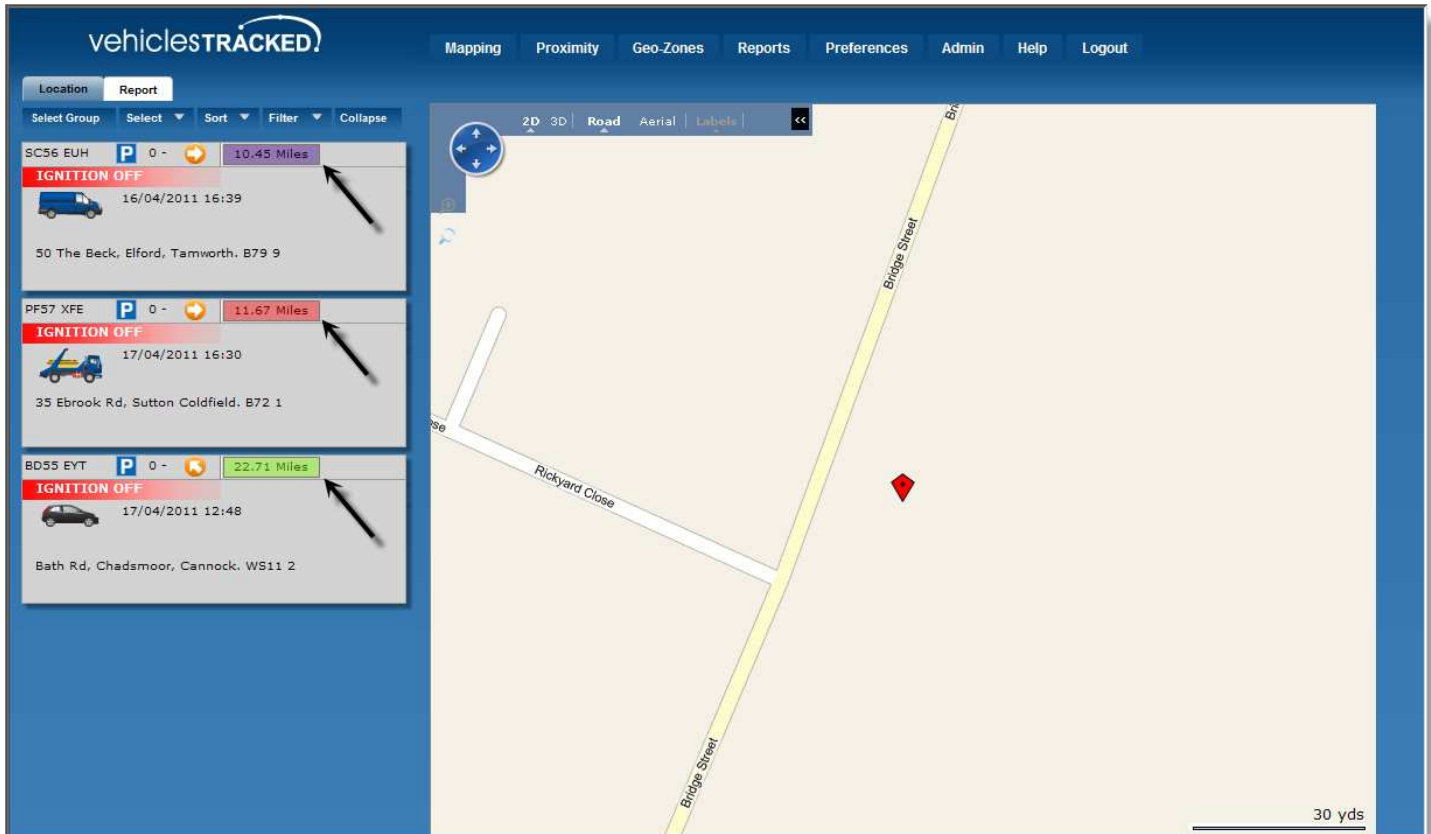 vehiclesTRACKED
Mapping Proximity Geo-Zones Reports Preferences Admin Help Logout
Location Report
Select Group Select Sort Filter Collapse
2D 3D Road Aerial Labels <<
SC56 EUH P 0 - 10.45 Miles
IGNITION OFF
16/04/2011 16:39
50 The Beck, Elford, Tamworth. B79 9
PF57 XFE P 0 - 11.67 Miles
IGNITION OFF
17/04/2011 16:30
35 Ebrook Rd, Sutton Coldfield. B72 1
BD55 EYT P 0 - 22.71 Miles
IGNITION OFF
17/04/2011 12:48
Bath Rd, Chadsmoor, Cannock. WS11 2
Bridge Street
Rickyard Close
Bridge Street
30 yds